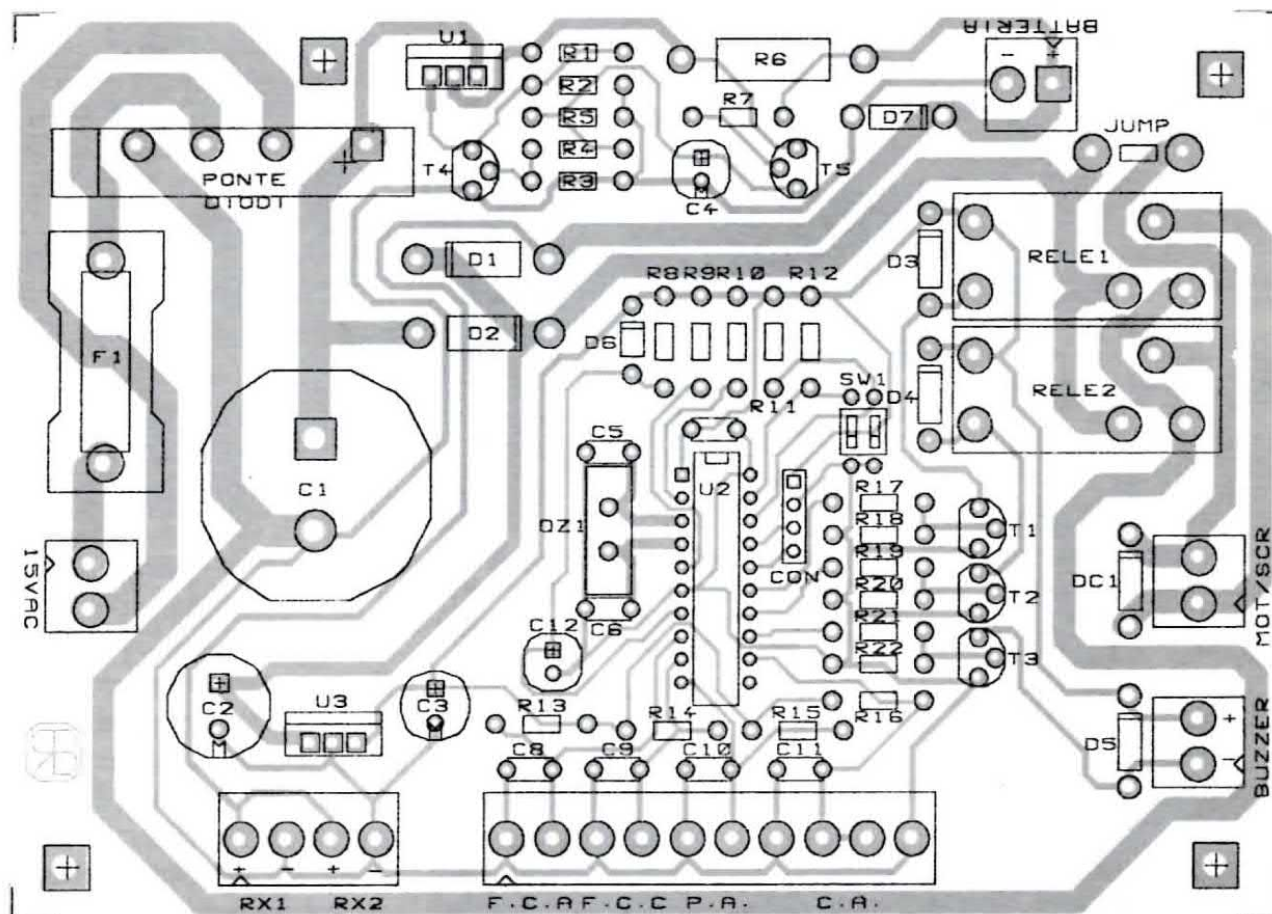 BATTERIA
- +
U1
R1
R2
R5
R4
R3
R6
R7
D7
JUMP
T4
C4
T5
+
PONTE
DIODI
D1
D2
D3
RELE1
D4
RELE2
F1
R8 R9 R10 R12
D6
R11
SW1
C1
C5
DZ1
C6
U2
CON
R17
R18
R19
R20
R21
R22
R16
T1
T2
T3
DC1
MOT/SCR
15VAC
C12
C2
U3
C3
R13
R14
R15
C8
C9
C10
C11
D5
+
-
BUZZER
+ - + -
RX1 RX2
F.C.A F.C.C P.A. C.A.